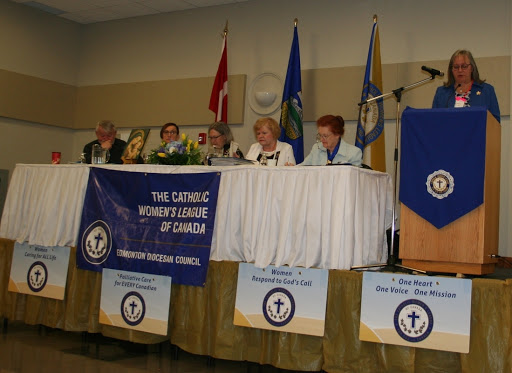 THE CATHOLIC
WOMEN'S LEAGUE
OF CANADA
EDMONTON DIOCESAN COUNCIL
Women
Caring for ALL Life
"Palliative Care" for
EVERY Canadian
Women
Respond to God's Call
One Heart
One Voice One Mission